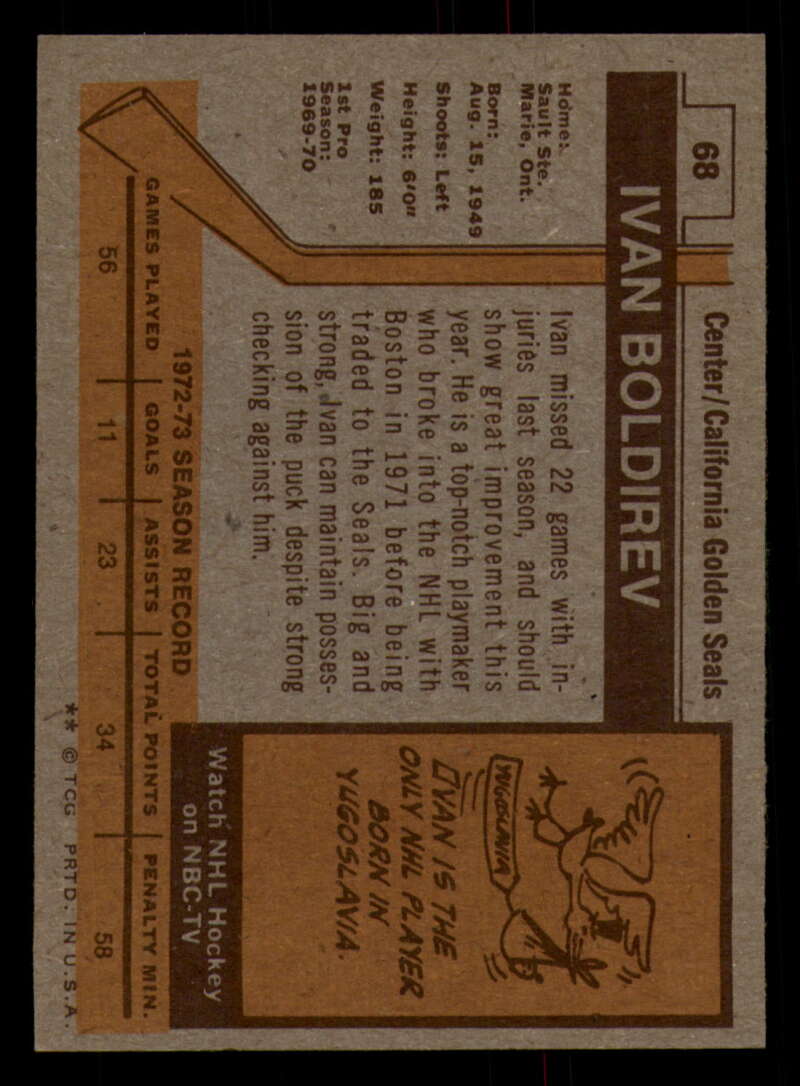 68
Center/California Golden Seals
IVAN BOLDIREV
Home:
Sault Ste.
Marie, Ont.
Born:
Aug. 15, 1949
Shoots: Left
Height: 6'0"
Weight: 185
1st Pro
Season:
1969-70
Ivan missed 22 games with in-
juries last season, and should
show great improvement this
year. He is a top-notch playmaker
who broke into the NHL with
Boston in 1971 before being
traded to the Seals. Big and
strong, Ivan can maintain posses-
sion of the puck despite strong
checking against him.
YUGOSLAVIA
IVAN IS THE
ONLY NHL PLAYER
BORN IN
YUGOSLAVIA.
Watch NHL Hockey
on NBC-TV
1972-73 SEASON RECORD
GAMES PLAYED GOALS ASSISTS TOTAL POINTS PENALTY MIN.
56 11 23 34 58
** © TCG PRTD. IN U.S.A.